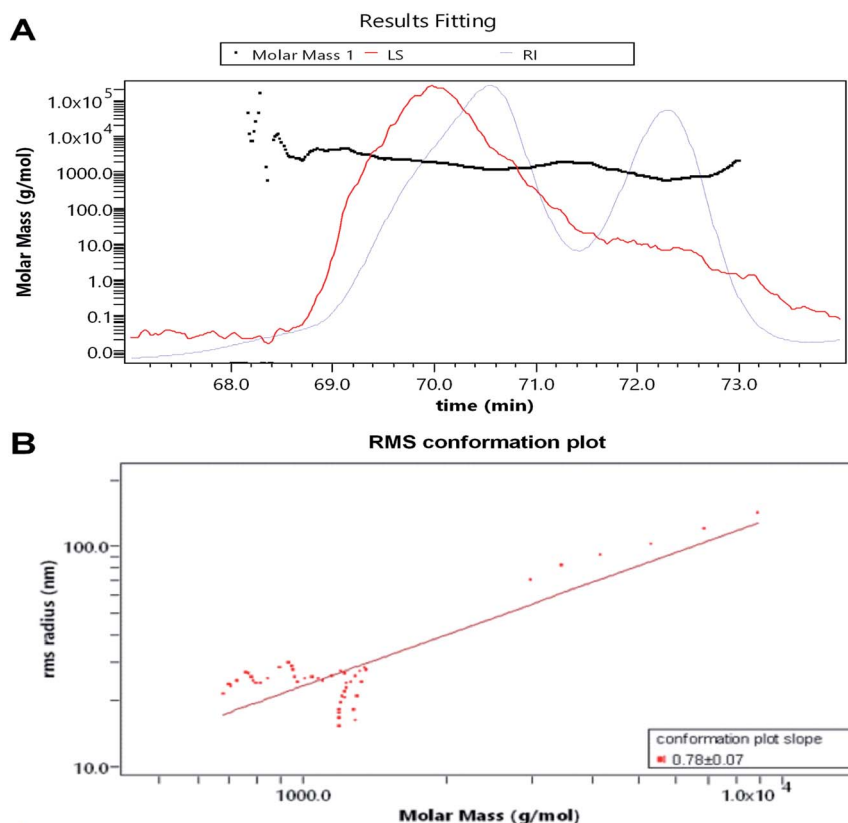 A
Results Fitting
Molar Mass 1 LS RI
Molar Mass (g/mol)
1.0x10⁵
1.0x10⁴
1000.0
100.0
10.0
1.0
0.1
0.0
68.0 69.0 70.0 71.0 72.0 73.0
time (min)
B
RMS conformation plot
rms radius (nm)
100.0
10.0
conformation plot slope
0.78±0.07
1000.0 1.0x10⁴
Molar Mass (g/mol)